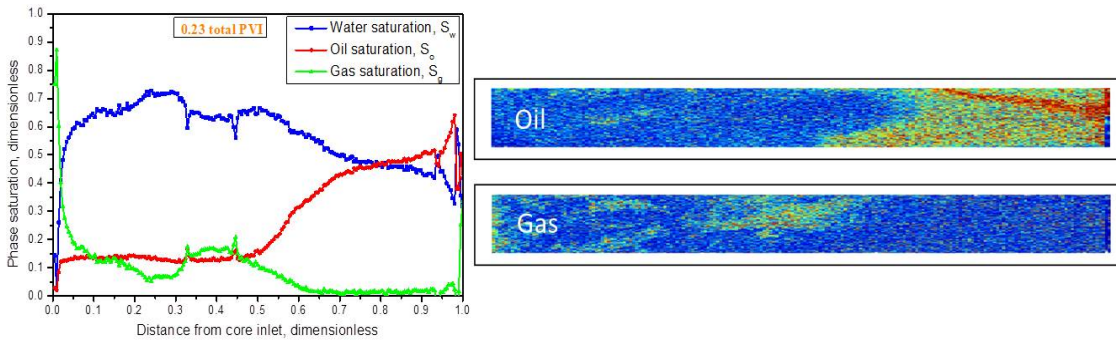 0.23 total PVI
Water saturation, S_w
Oil saturation, S_o
Gas saturation, S_g
1.0
0.9
0.8
0.7
0.6
0.5
0.4
0.3
0.2
0.1
0.0
Phase saturation, dimensionless
0.0 0.1 0.2 0.3 0.4 0.5 0.6 0.7 0.8 0.9 1.0
Distance from core inlet, dimensionless
Oil
Gas